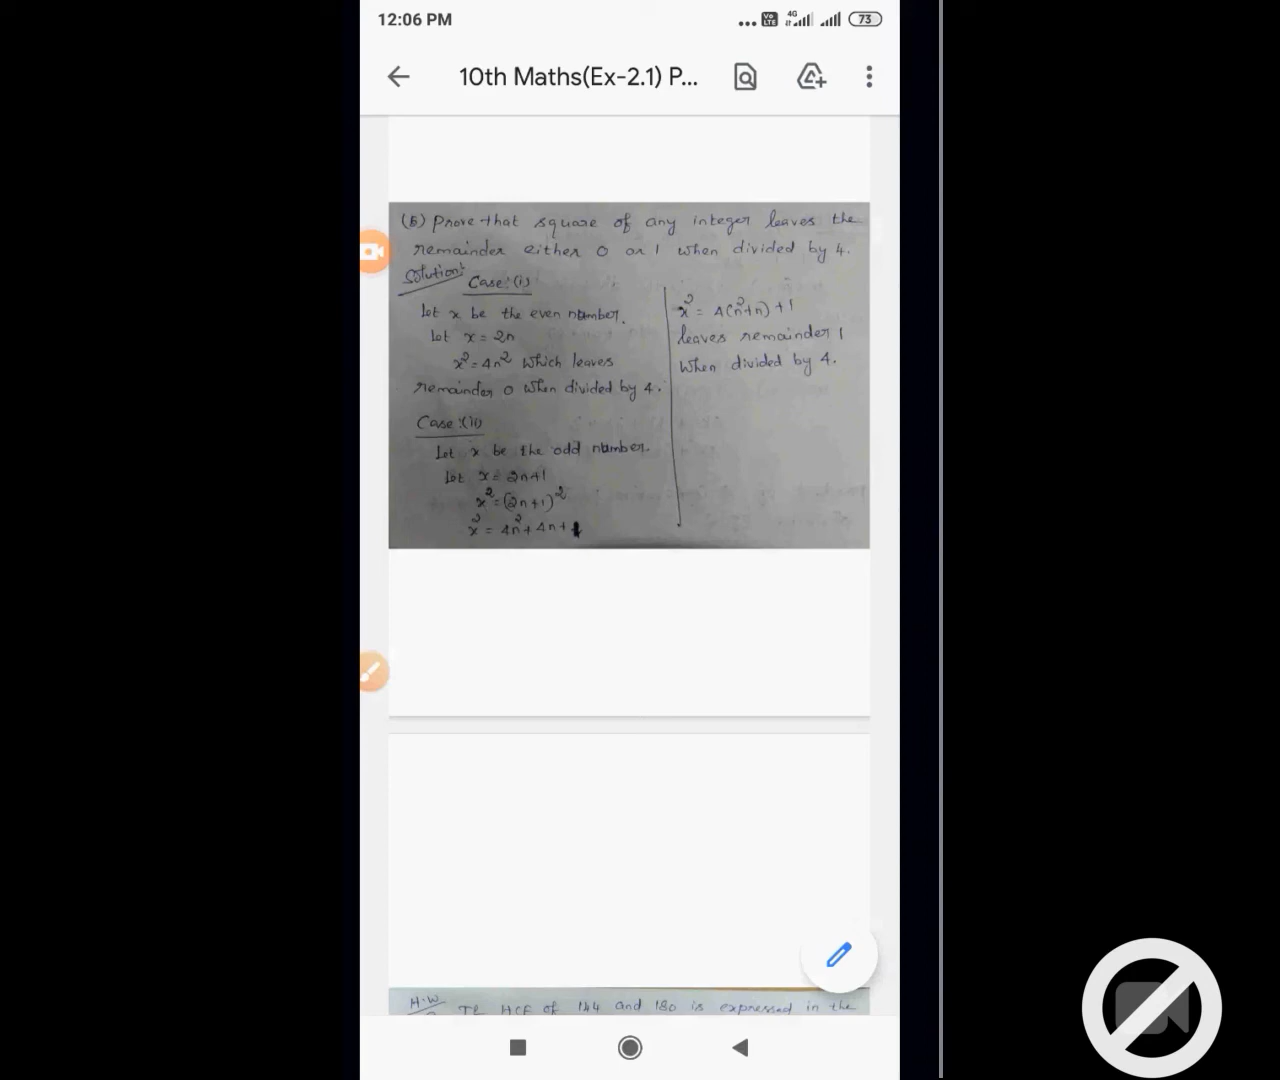 12:06 PM
Vo LTE 4G 73
10th Maths(Ex-2.1) P...
(5) Prove that square of any integer leaves the
remainder either 0 or 1 when divided by 4.
Solution:
Case:(i)
Let x be the even number.
Let x = 2n
x² = 4n² which leaves
remainder 0 when divided by 4.
Case:(ii)
Let x be the odd number.
Let x = 2n+1
x² = (2n+1)²
x² = 4n² + 4n + 1
x² = 4(n²+n) + 1
leaves remainder 1
when divided by 4.
H.W
HCF of 144 and 180 is expressed in the